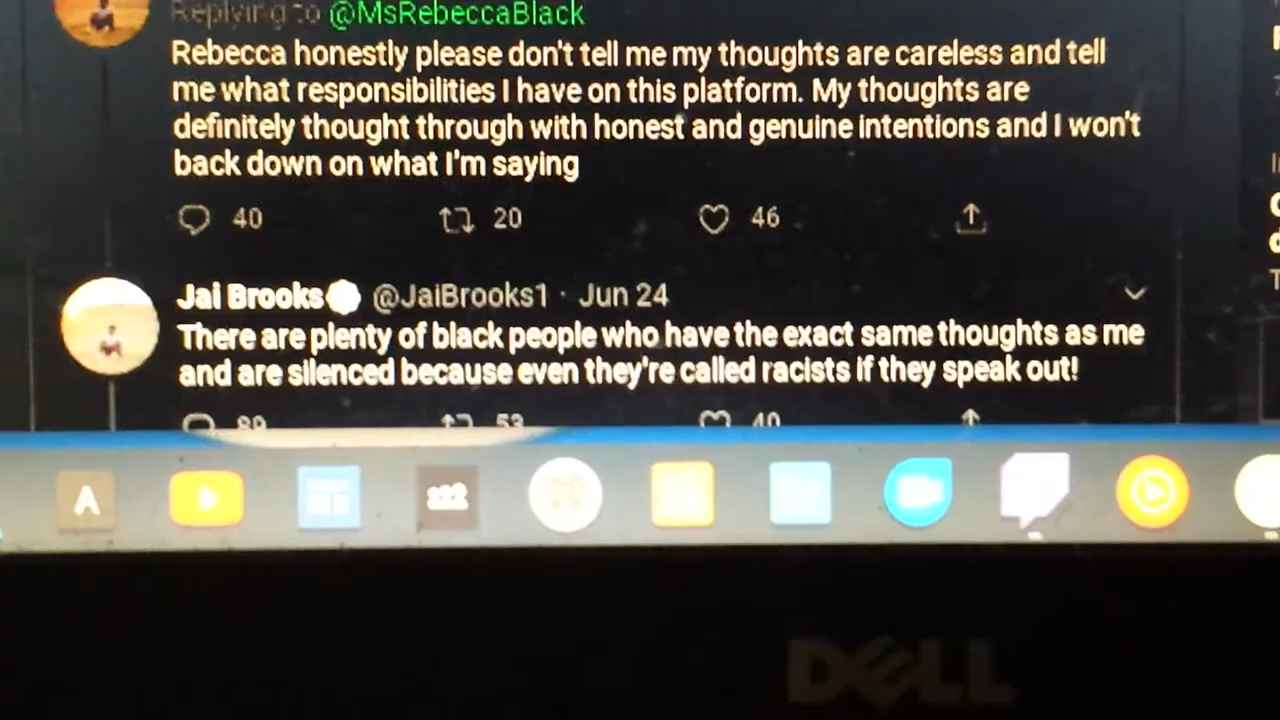 Replying to @MsRebeccaBlack
Rebecca honestly please don't tell me my thoughts are careless and tell
me what responsibilities I have on this platform. My thoughts are
definitely thought through with honest and genuine intentions and I won't
back down on what I'm saying
40 20 46
Jai Brooks @JaiBrooks1 · Jun 24
There are plenty of black people who have the exact same thoughts as me
and are silenced because even they're called racists if they speak out!
89 53 40
A
DELL